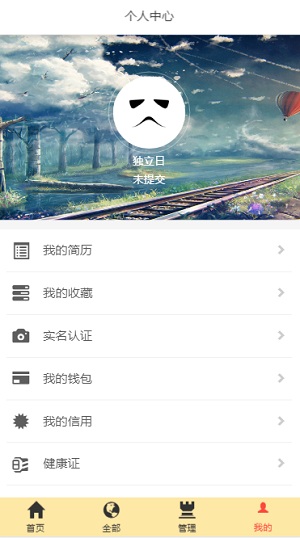 个人中心
独立日
未提交
我的简历
我的收藏
实名认证
我的钱包
我的信用
健康证
首页 全部 管理 我的